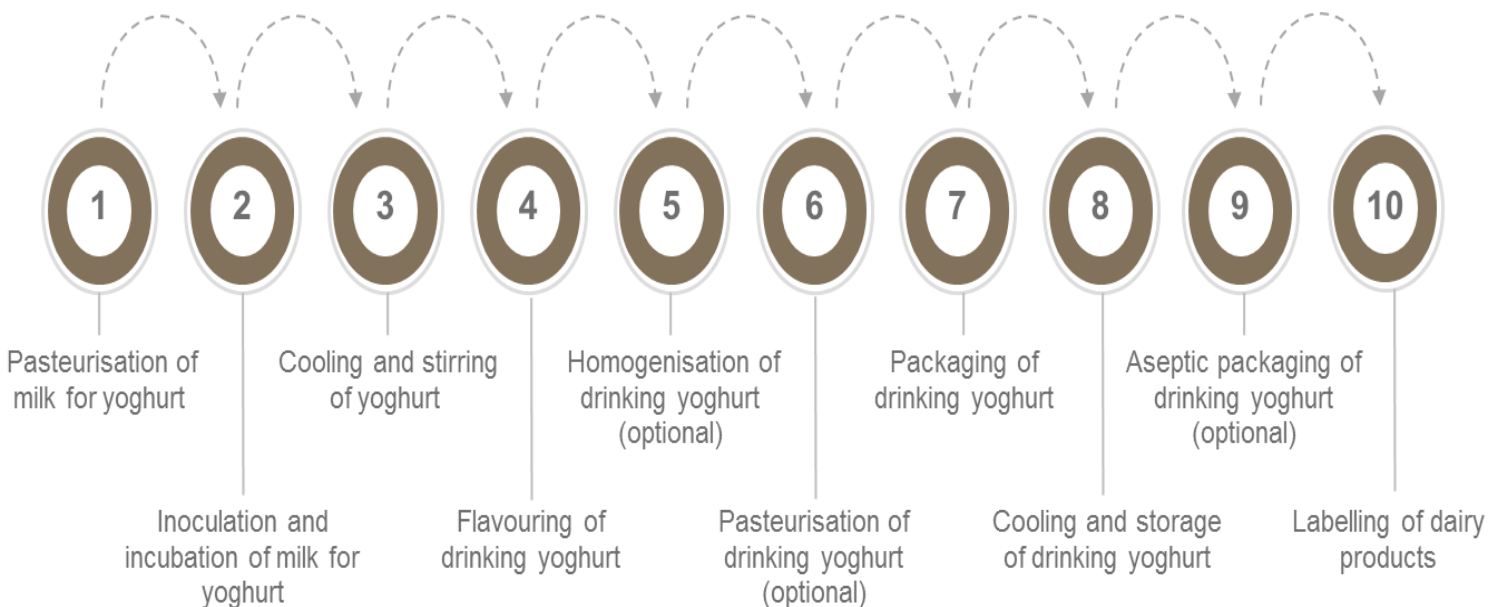 1
2
3
4
5
6
7
8
9
10
Pasteurisation of
milk for yoghurt
Inoculation and
incubation of milk for
yoghurt
Cooling and stirring
of yoghurt
Flavouring of
drinking yoghurt
Homogenisation of
drinking yoghurt
(optional)
Pasteurisation of
drinking yoghurt
(optional)
Packaging of
drinking yoghurt
Cooling and storage
of drinking yoghurt
Aseptic packaging of
drinking yoghurt
(optional)
Labelling of dairy
products